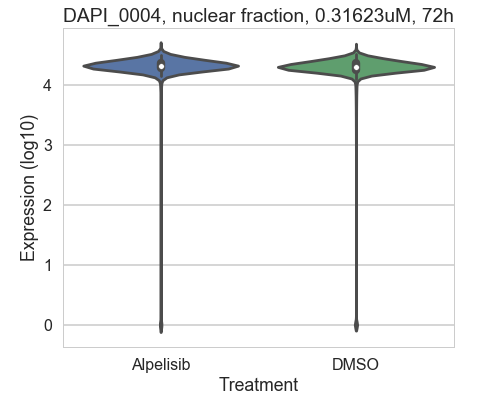 DAPI_0004, nuclear fraction, 0.31623uM, 72h
Expression (log10)
4
3
2
1
0
Alpelisib DMSO
Treatment